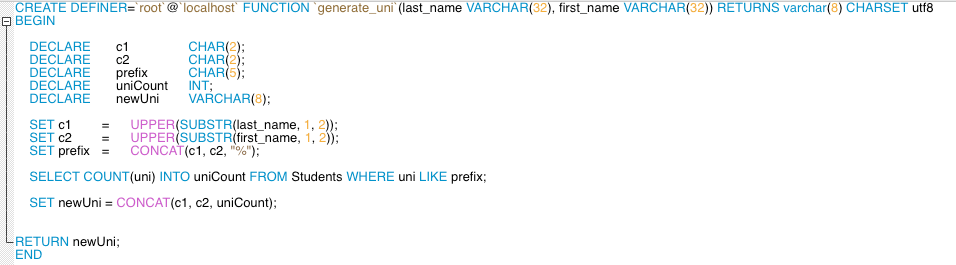 CREATE DEFINER=`root`@`localhost` FUNCTION `generate_uni`(last_name VARCHAR(32), first_name VARCHAR(32)) RETURNS varchar(8) CHARSET utf8
BEGIN
DECLARE c1 CHAR(2);
DECLARE c2 CHAR(2);
DECLARE prefix CHAR(5);
DECLARE uniCount INT;
DECLARE newUni VARCHAR(8);
SET c1 = UPPER(SUBSTR(last_name, 1, 2));
SET c2 = UPPER(SUBSTR(first_name, 1, 2));
SET prefix = CONCAT(c1, c2, "%");
SELECT COUNT(uni) INTO uniCount FROM Students WHERE uni LIKE prefix;
SET newUni = CONCAT(c1, c2, uniCount);
RETURN newUni;
END